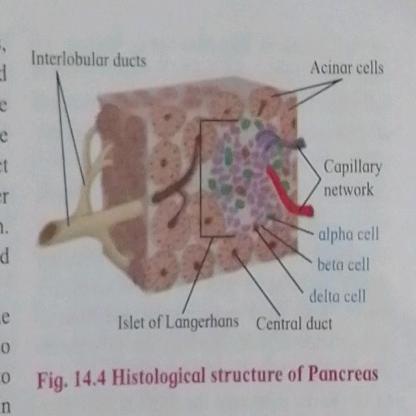 Interlobular ducts
Acinar cells
Capillary
network
alpha cell
beta cell
delta cell
Islet of Langerhans
Central duct
Fig. 14.4 Histological structure of Pancreas